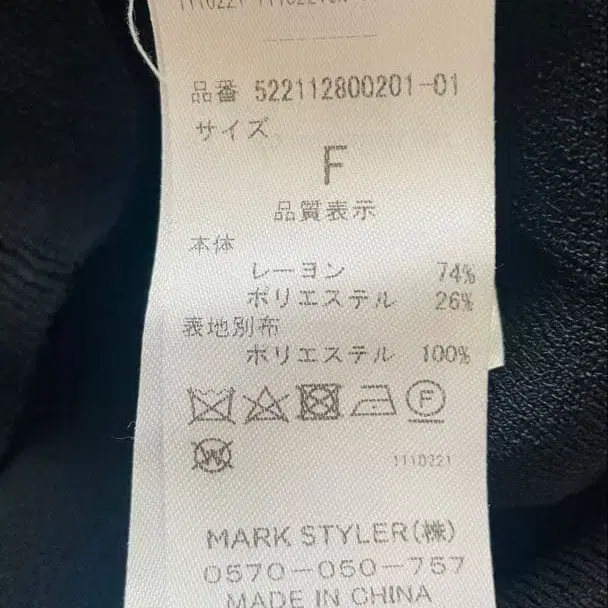 品番 522112800201-01
サイズ
F
品質表示
本体
レーヨン 74%
ポリエステル 26%
表地別布
ポリエステル 100%
F
W
1110221
MARK STYLER(株)
0570-050-757
MADE IN CHINA